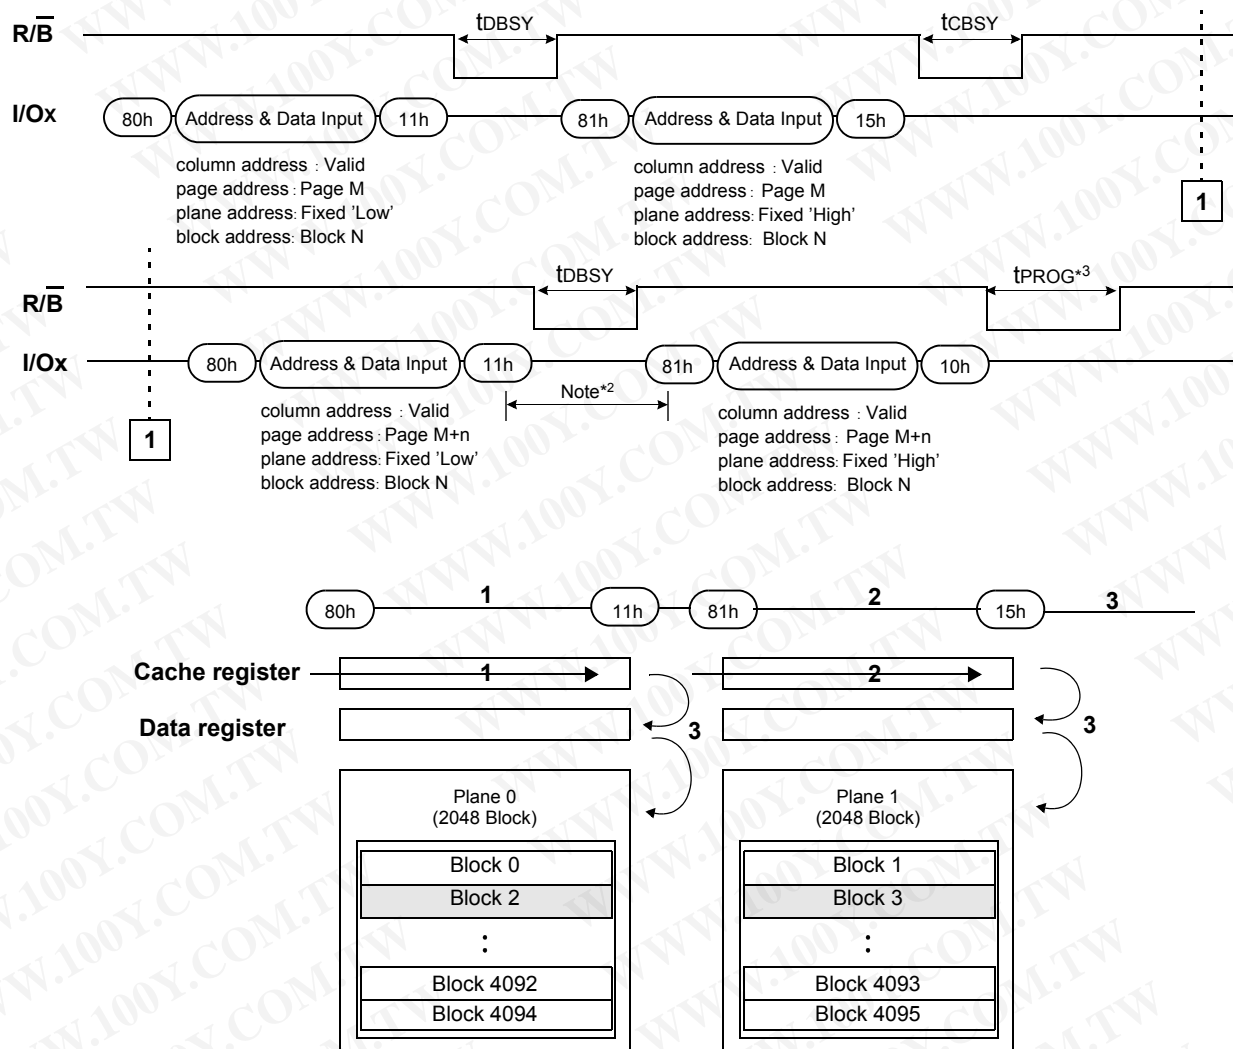 tDBSY tCBSY
R/B
I/Ox 80h Address & Data Input 11h 81h Address & Data Input 15h
column address : Valid
page address : Page M
plane address: Fixed 'Low'
block address: Block N
column address : Valid
page address : Page M
plane address: Fixed 'High'
block address: Block N
1
tDBSY tPROG*3
R/B
I/Ox 80h Address & Data Input 11h 81h Address & Data Input 10h
Note*2
1
column address : Valid
page address : Page M+n
plane address: Fixed 'Low'
block address: Block N
column address : Valid
page address : Page M+n
plane address: Fixed 'High'
block address: Block N
80h 1 11h 81h 2 15h 3
Cache register 1 2
Data register 3 3
Plane 0
(2048 Block)
Block 0
Block 2
:
Block 4092
Block 4094
Plane 1
(2048 Block)
Block 1
Block 3
:
Block 4093
Block 4095
WWW.100Y.COM.TW